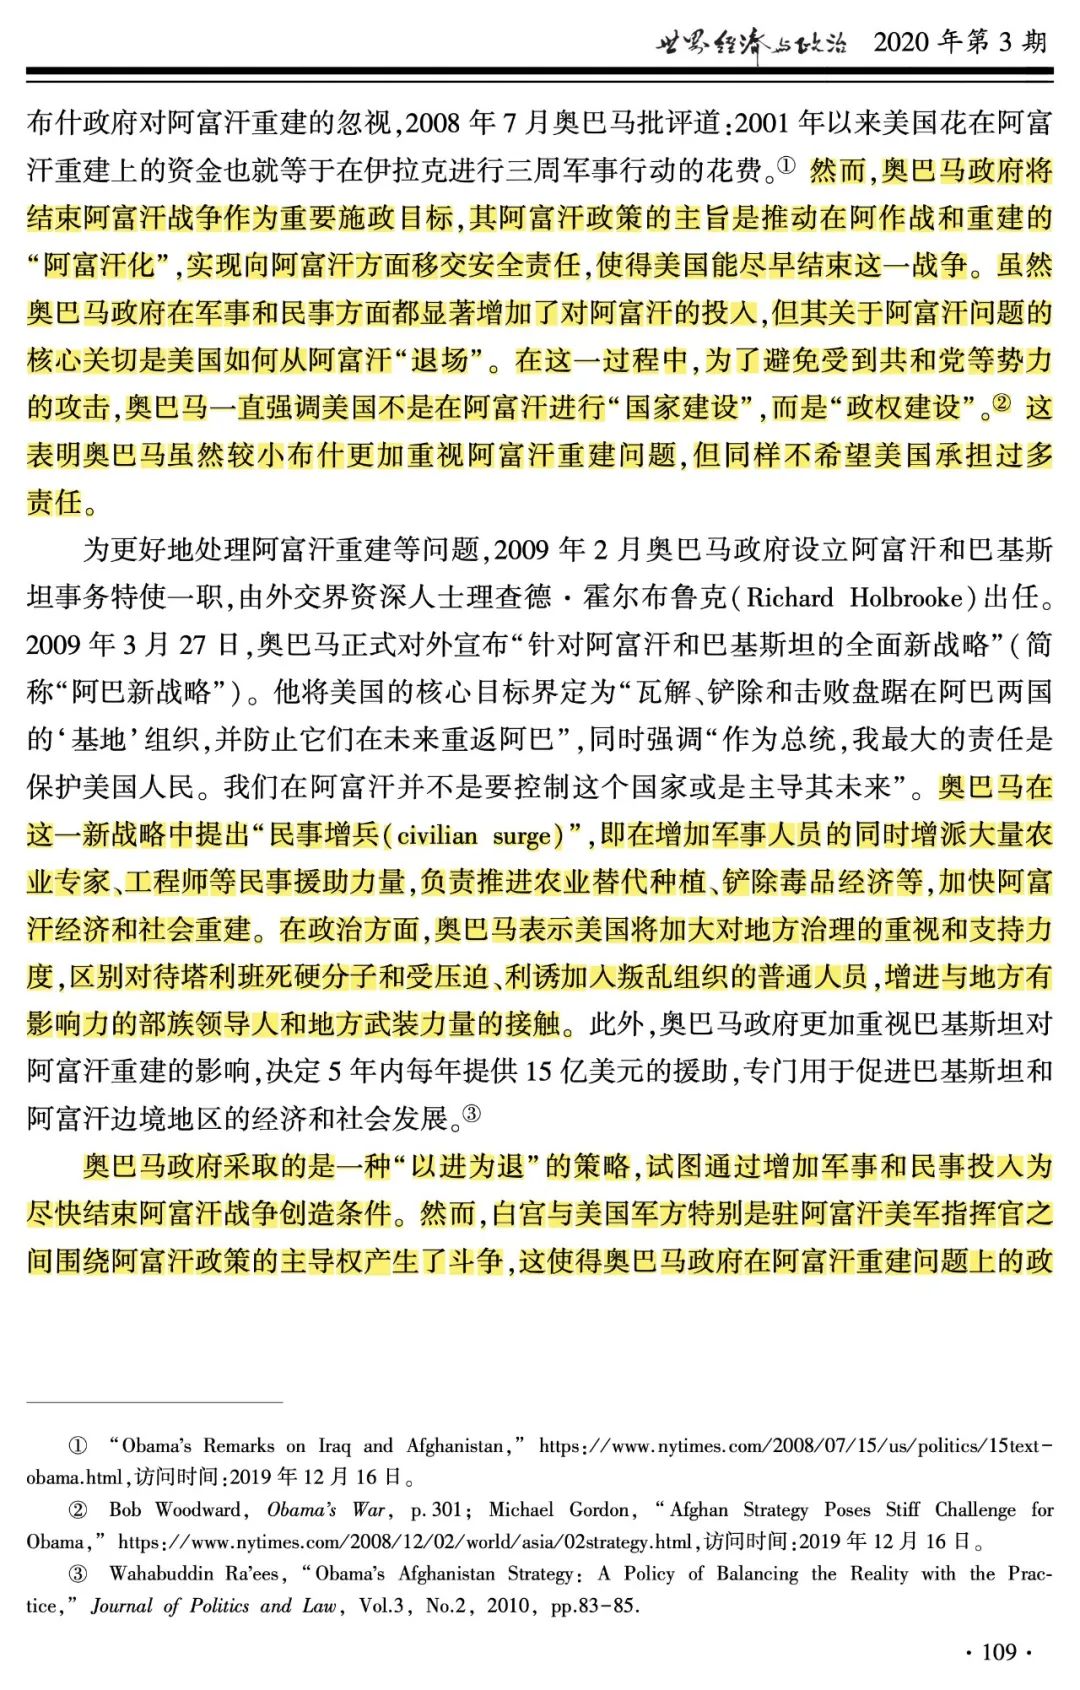 世界经济与政治 2020 年第 3 期
布什政府对阿富汗重建的忽视,2008 年 7 月奥巴马批评道:2001 年以来美国花在阿富
汗重建上的资金也就等于在伊拉克进行三周军事行动的花费。① 然而,奥巴马政府将
结束阿富汗战争作为重要施政目标,其阿富汗政策的主旨是推动在阿作战和重建的
“阿富汗化”,实现向阿富汗方面移交安全责任,使得美国能尽早结束这一战争。虽然
奥巴马政府在军事和民事方面都显著增加了对阿富汗的投入,但其关于阿富汗问题的
核心关切是美国如何从阿富汗“退场”。在这一过程中,为了避免受到共和党等势力
的攻击,奥巴马一直强调美国不是在阿富汗进行“国家建设”,而是“政权建设”。② 这
表明奥巴马虽然较小布什更加重视阿富汗重建问题,但同样不希望美国承担过多
责任。
为更好地处理阿富汗重建等问题,2009 年 2 月奥巴马政府设立阿富汗和巴基斯
坦事务特使一职,由外交界资深人士理查德·霍尔布鲁克(Richard Holbrooke)出任。
2009 年 3 月 27 日,奥巴马正式对外宣布“针对阿富汗和巴基斯坦的全面新战略”(简
称“阿巴新战略”)。他将美国的核心目标界定为“瓦解、铲除和击败盘踞在阿巴两国
的‘基地’组织,并防止它们在未来重返阿巴”,同时强调“作为总统,我最大的责任是
保护美国人民。我们在阿富汗并不是要控制这个国家或是主导其未来”。奥巴马在
这一新战略中提出“民事增兵(civilian surge)”,即在增加军事人员的同时增派大量农
业专家、工程师等民事援助力量,负责推进农业替代种植、铲除毒品经济等,加快阿富
汗经济和社会重建。在政治方面,奥巴马表示美国将加大对地方治理的重视和支持力
度,区别对待塔利班死硬分子和受压迫、利诱加入叛乱组织的普通人员,增进与地方有
影响力的部族领导人和地方武装力量的接触。此外,奥巴马政府更加重视巴基斯坦对
阿富汗重建的影响,决定 5 年内每年提供 15 亿美元的援助,专门用于促进巴基斯坦和
阿富汗边境地区的经济和社会发展。③
奥巴马政府采取的是一种“以进为退”的策略,试图通过增加军事和民事投入为
尽快结束阿富汗战争创造条件。然而,白宫与美国军方特别是驻阿富汗美军指挥官之
间围绕阿富汗政策的主导权产生了斗争,这使得奥巴马政府在阿富汗重建问题上的政
① “Obama’s Remarks on Iraq and Afghanistan,” https://www.nytimes.com/2008/07/15/us/politics/15text-
obama.html,访问时间:2019 年 12 月 16 日。
② Bob Woodward, Obama’s War, p.301; Michael Gordon, “Afghan Strategy Poses Stiff Challenge for
Obama,” https://www.nytimes.com/2008/12/02/world/asia/02strategy.html,访问时间:2019 年 12 月 16 日。
③ Wahabuddin Ra’ees, “Obama’s Afghanistan Strategy: A Policy of Balancing the Reality with the Prac-
tice,” Journal of Politics and Law, Vol.3, No.2, 2010, pp.83-85.
· 109 ·